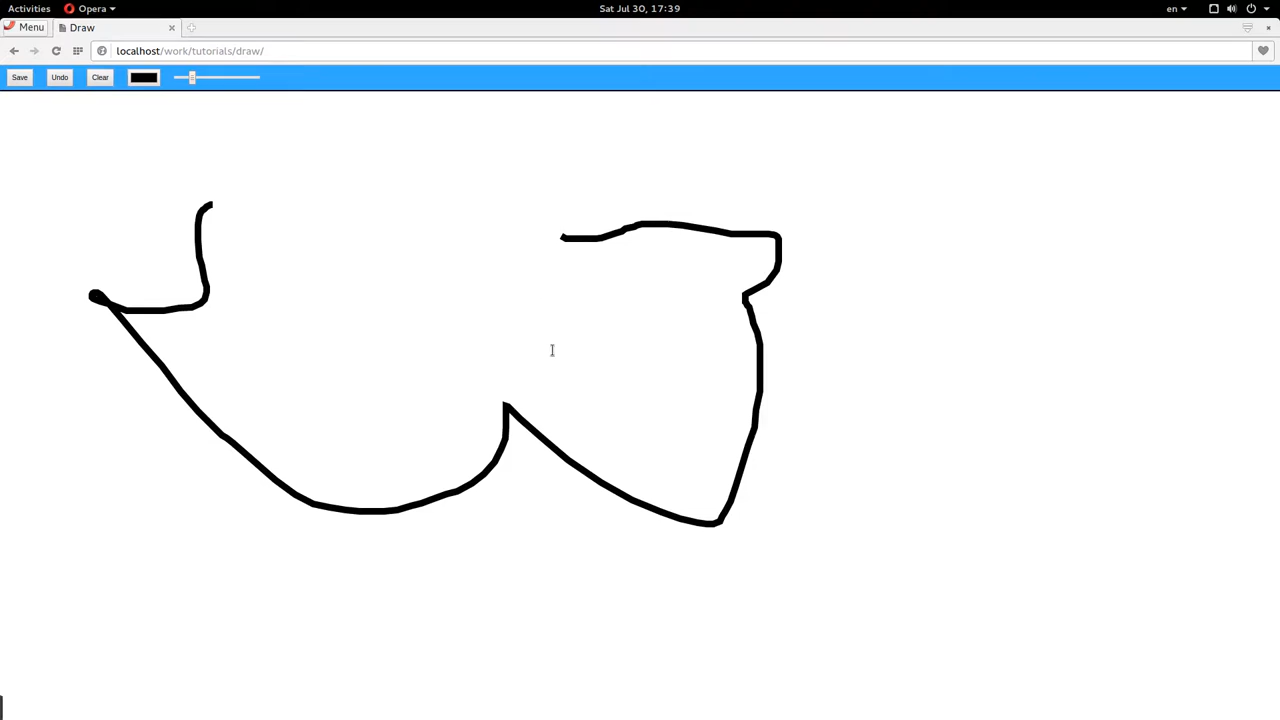 Activities Opera Sat Jul 30, 17:39 en
Menu Draw
localhost/work/tutorials/draw/
Save Undo Clear